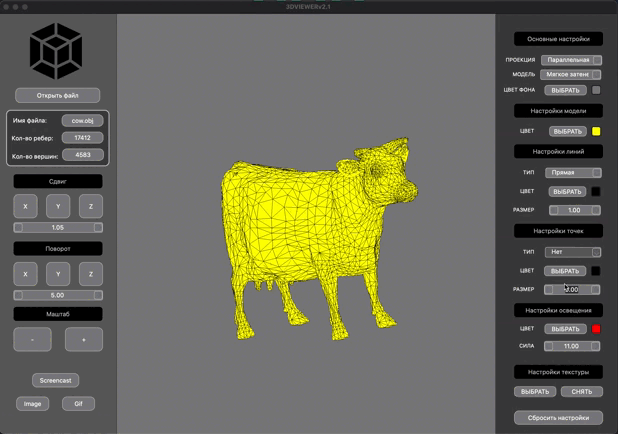 3DVIEWERv2.1
Открыть файл
Имя файла: cow.obj
Кол-во ребер: 17412
Кол-во вершин: 4583
Сдвиг
X Y Z
1.05
Поворот
X Y Z
5.00
Маштаб
- +
Screencast
Image Gif
Основные настройки
ПРОЕКЦИЯ Параллельная
МОДЕЛЬ Мягкое затене
ЦВЕТ ФОНА ВЫБРАТЬ
Настройки модели
ЦВЕТ ВЫБРАТЬ
Настройки линий
ТИП Прямая
ЦВЕТ ВЫБРАТЬ
РАЗМЕР 1.00
Настройки точек
ТИП Нет
ЦВЕТ ВЫБРАТЬ
РАЗМЕР
Настройки освещения
ЦВЕТ ВЫБРАТЬ
СИЛА 11.00
Настройки текстуры
ВЫБРАТЬ СНЯТЬ
Сбросить настройки